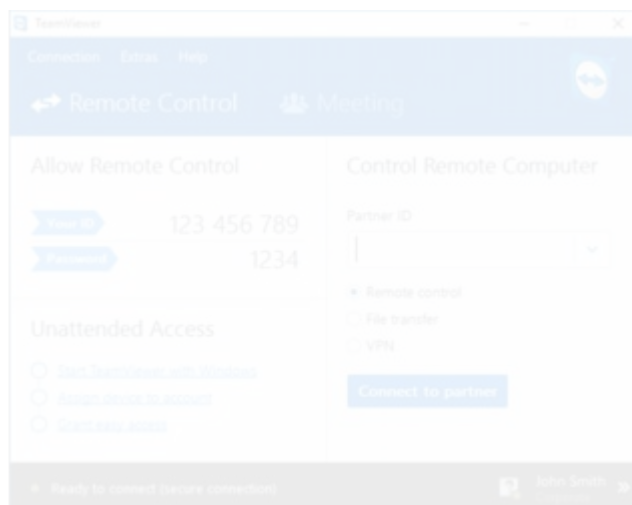 TeamViewer
Connection Extras Help
Remote Control Meeting
Allow Remote Control
Your ID 123 456 789
Password 1234
Unattended Access
Start TeamViewer with Windows
Assign device to account
Grant easy access
Control Remote Computer
Partner ID
Remote control
File transfer
VPN
Connect to partner
Ready to connect (secure connection)
John Smith